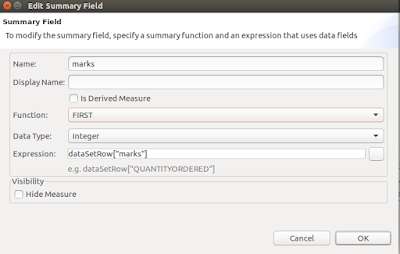 Edit Summary Field
Summary Field
To modify the summary field, specify a summary function and an expression that uses data fields
Name: marks
Display Name:
Is Derived Measure
Function: FIRST
Data Type: Integer
Expression: dataSetRow["marks"]
e.g. dataSetRow["QUANTITYORDERED"]
Visibility
Hide Measure
Cancel OK